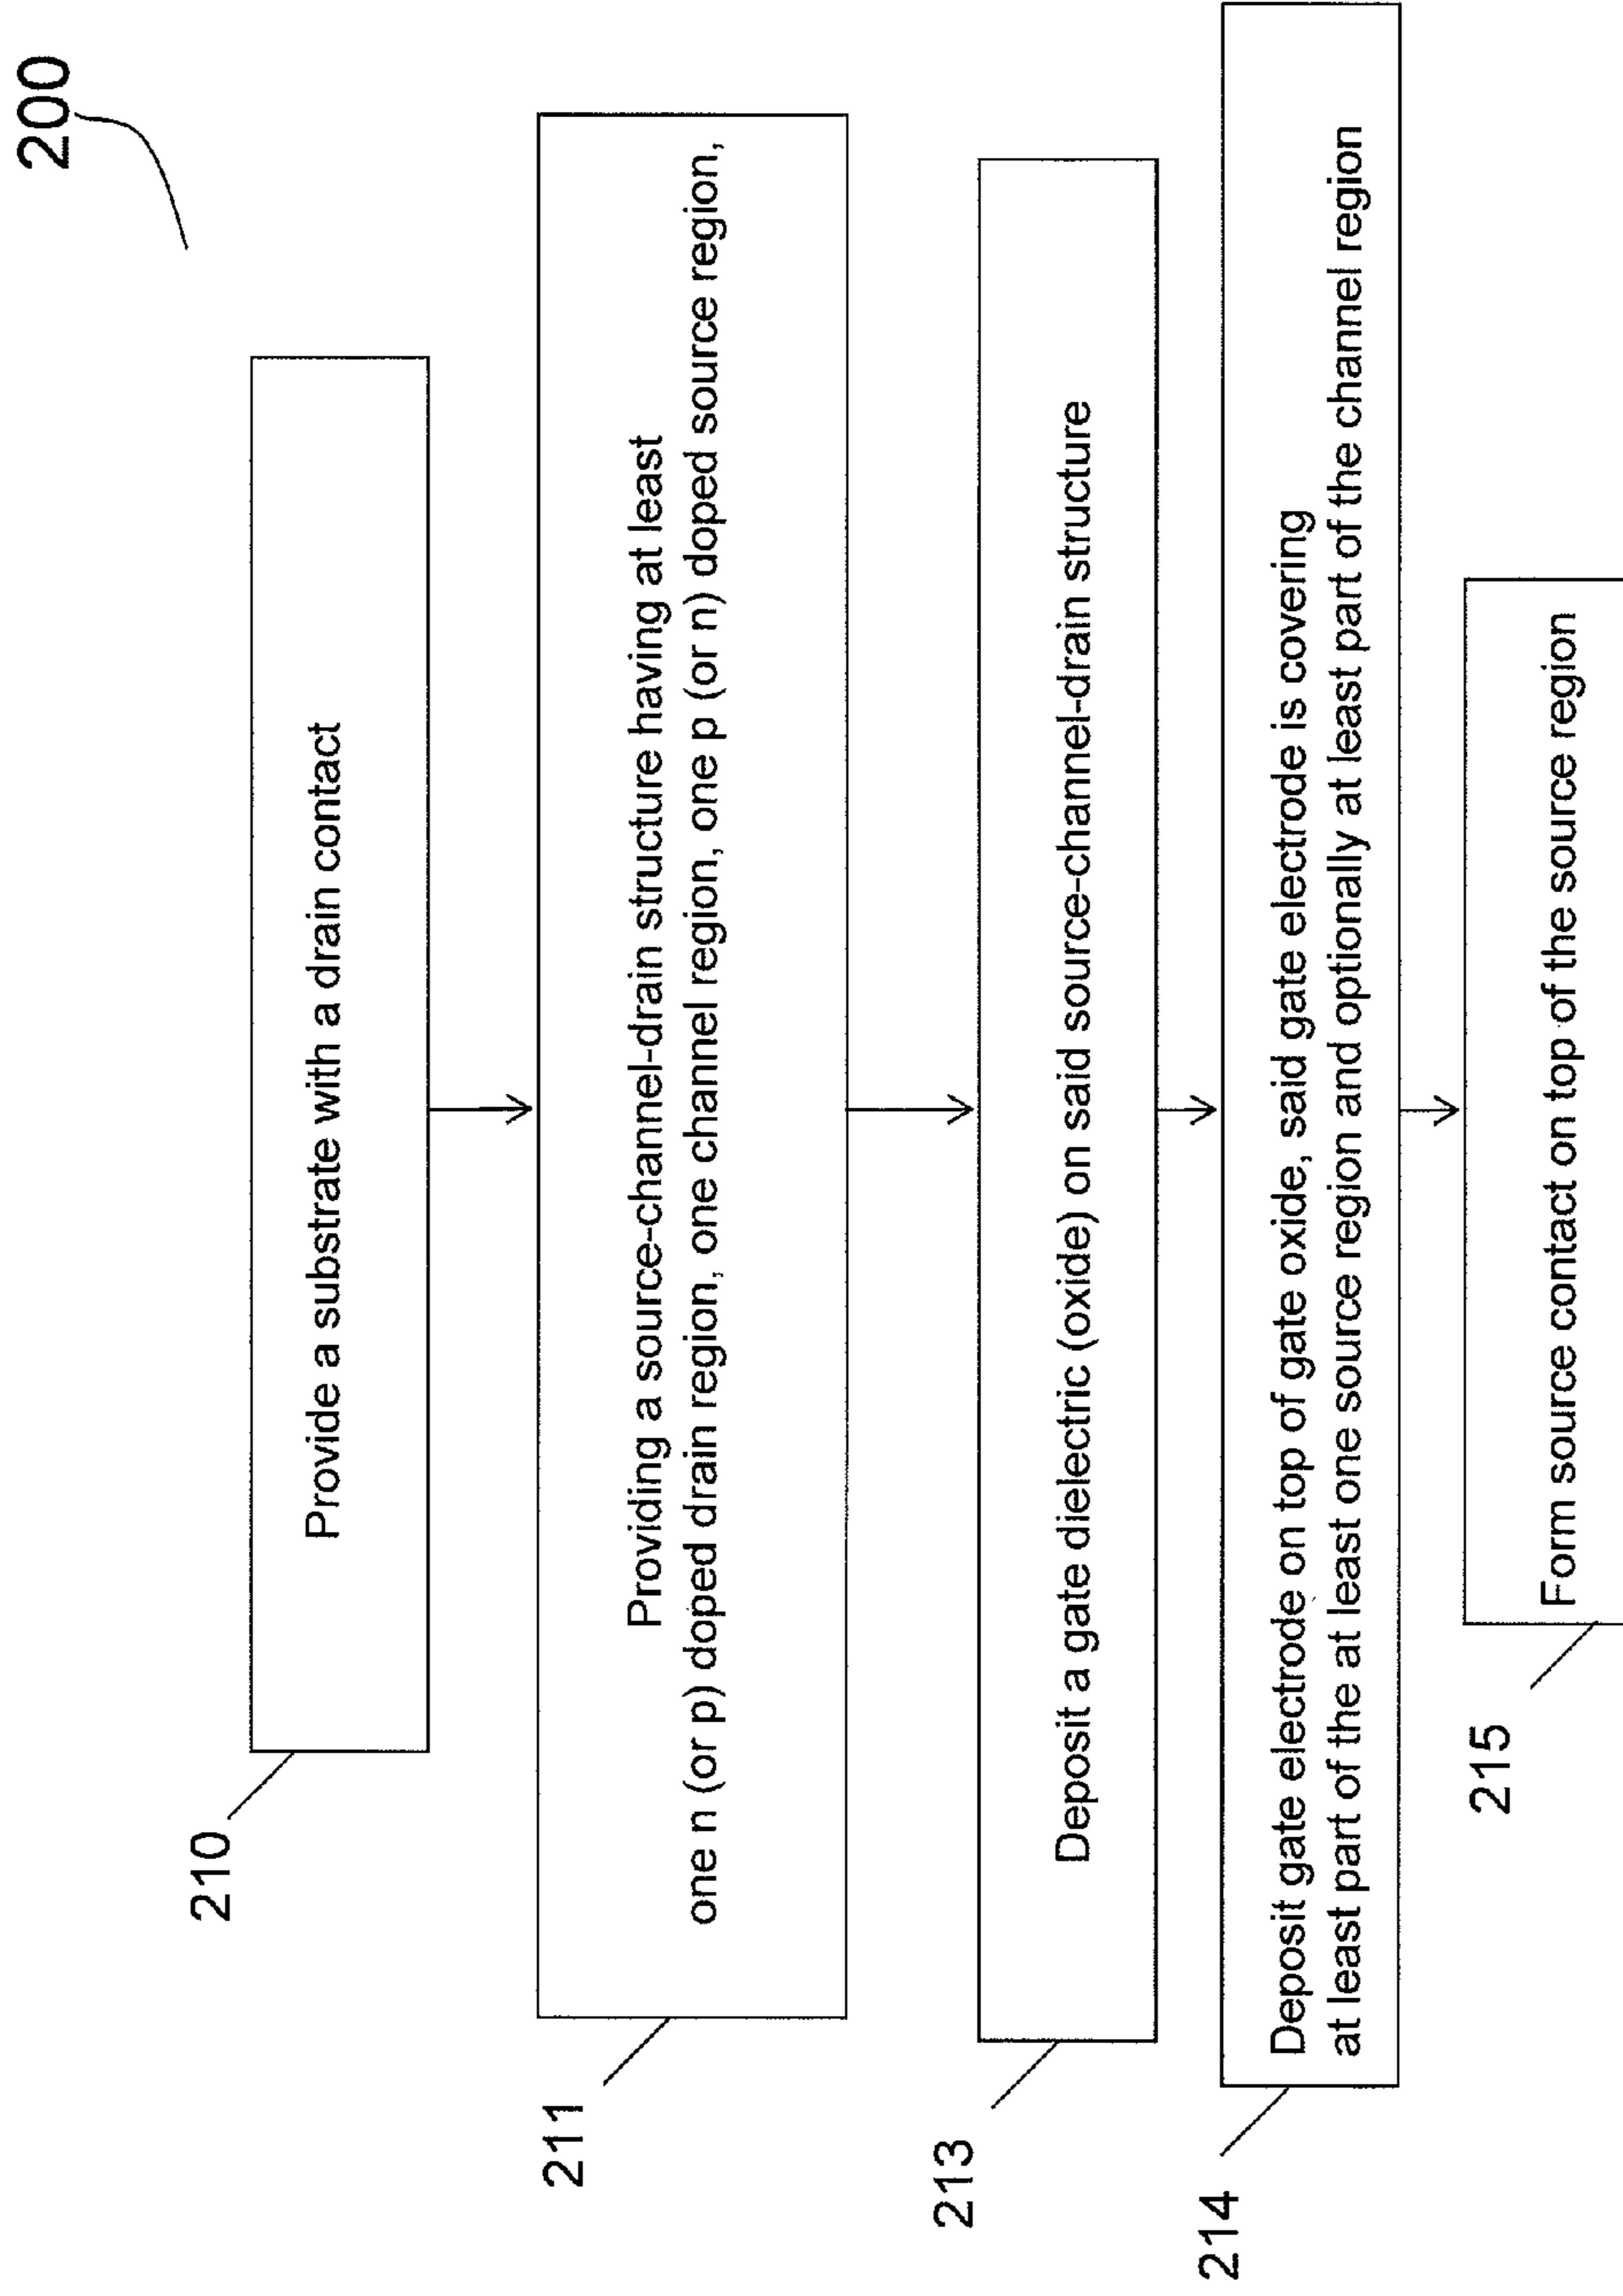 200
210
Provide a substrate with a drain contact
211
Providing a source-channel-drain structure having at least
one n (or p) doped drain region, one channel region, one p (or n) doped source region,
213
Deposit a gate dielectric (oxide) on said source-channel-drain structure
214
Deposit gate electrode on top of gate oxide, said gate electrode is covering
at least part of the at least one source region and optionally at least part of the channel region
215
Form source contact on top of the source region